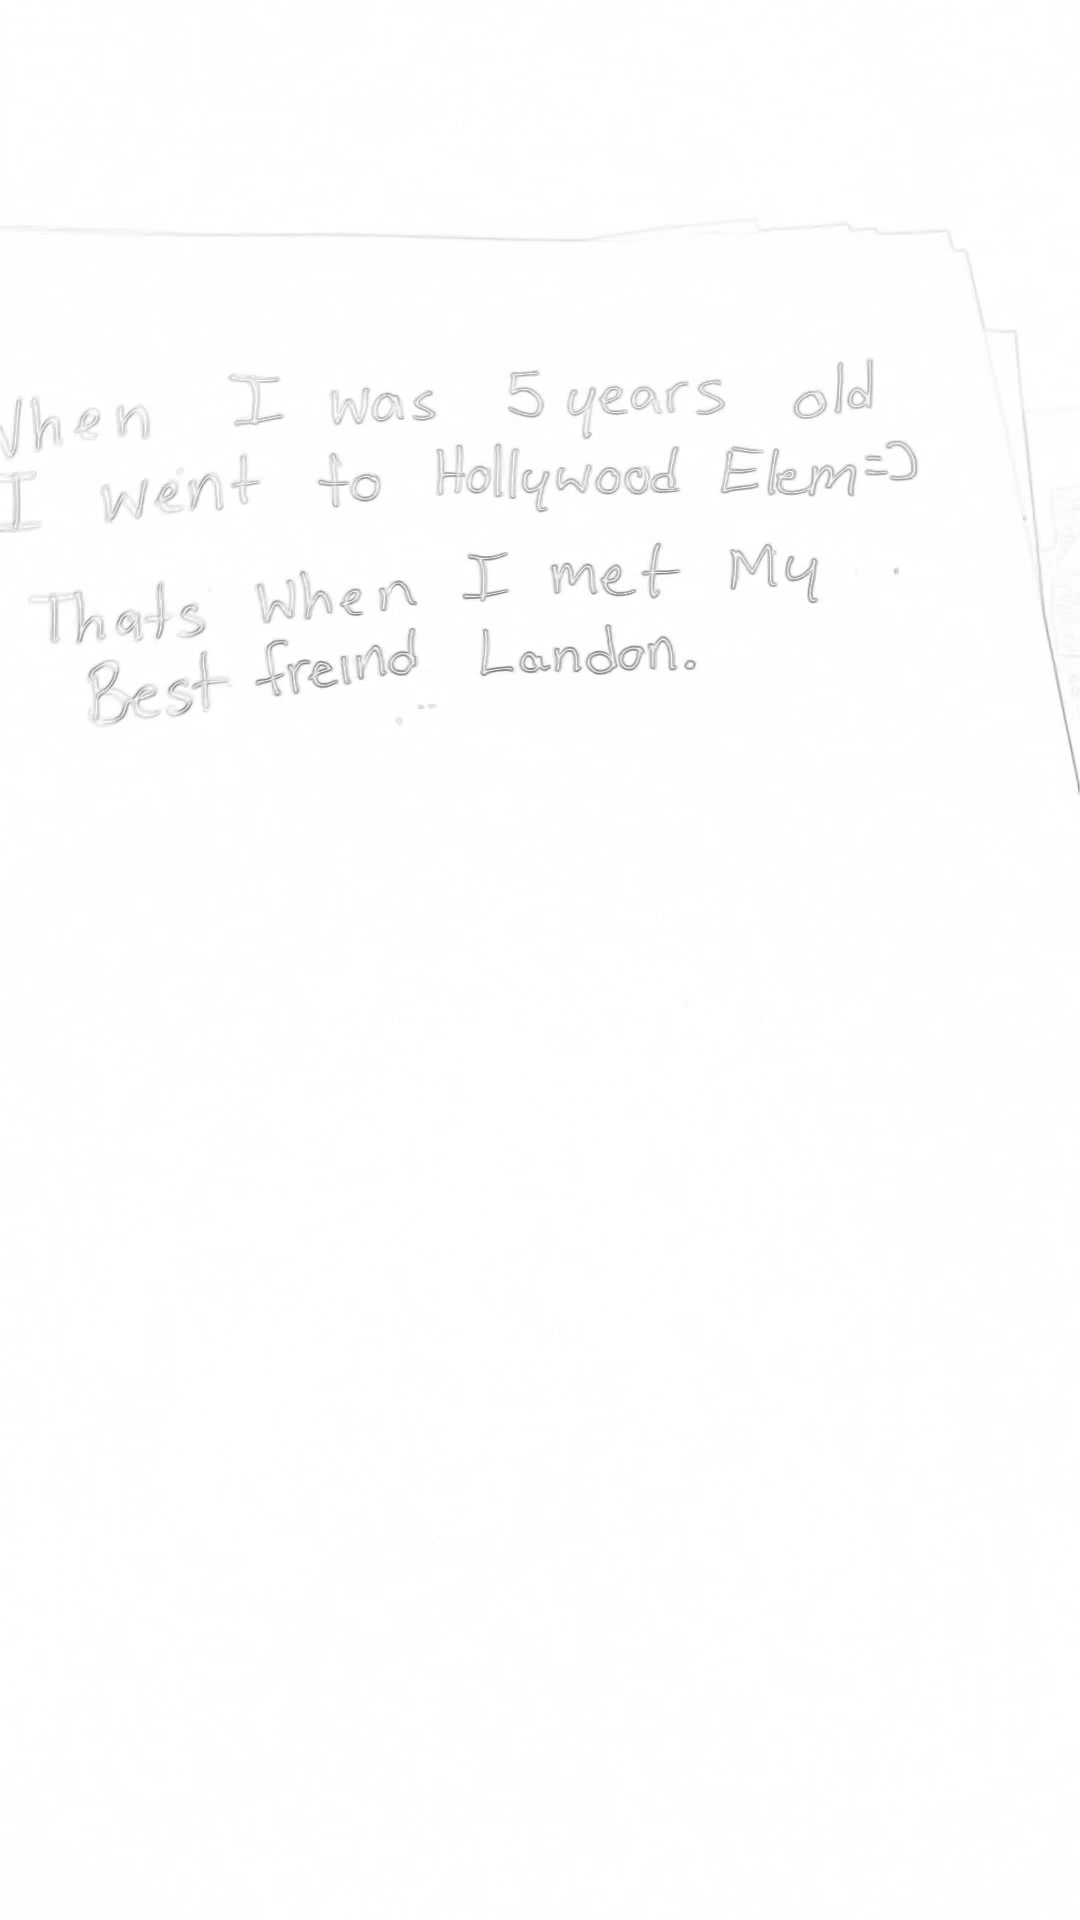 When I was 5 years old
I went to Hollywood Elem=)
Thats When I met My
Best freind Landon.